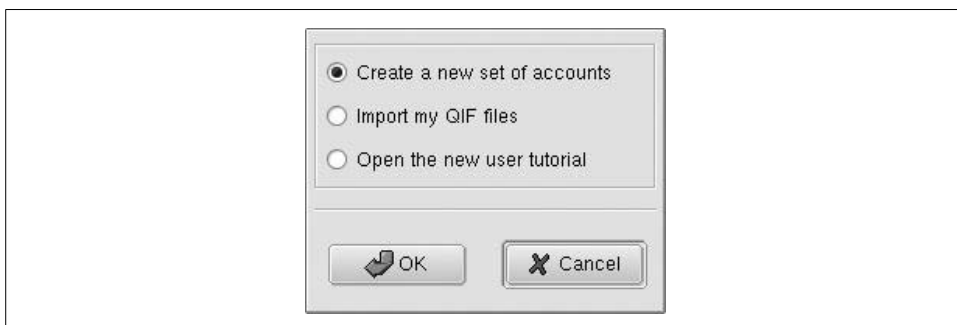 Create a new set of accounts
Import my QIF files
Open the new user tutorial
OK
Cancel